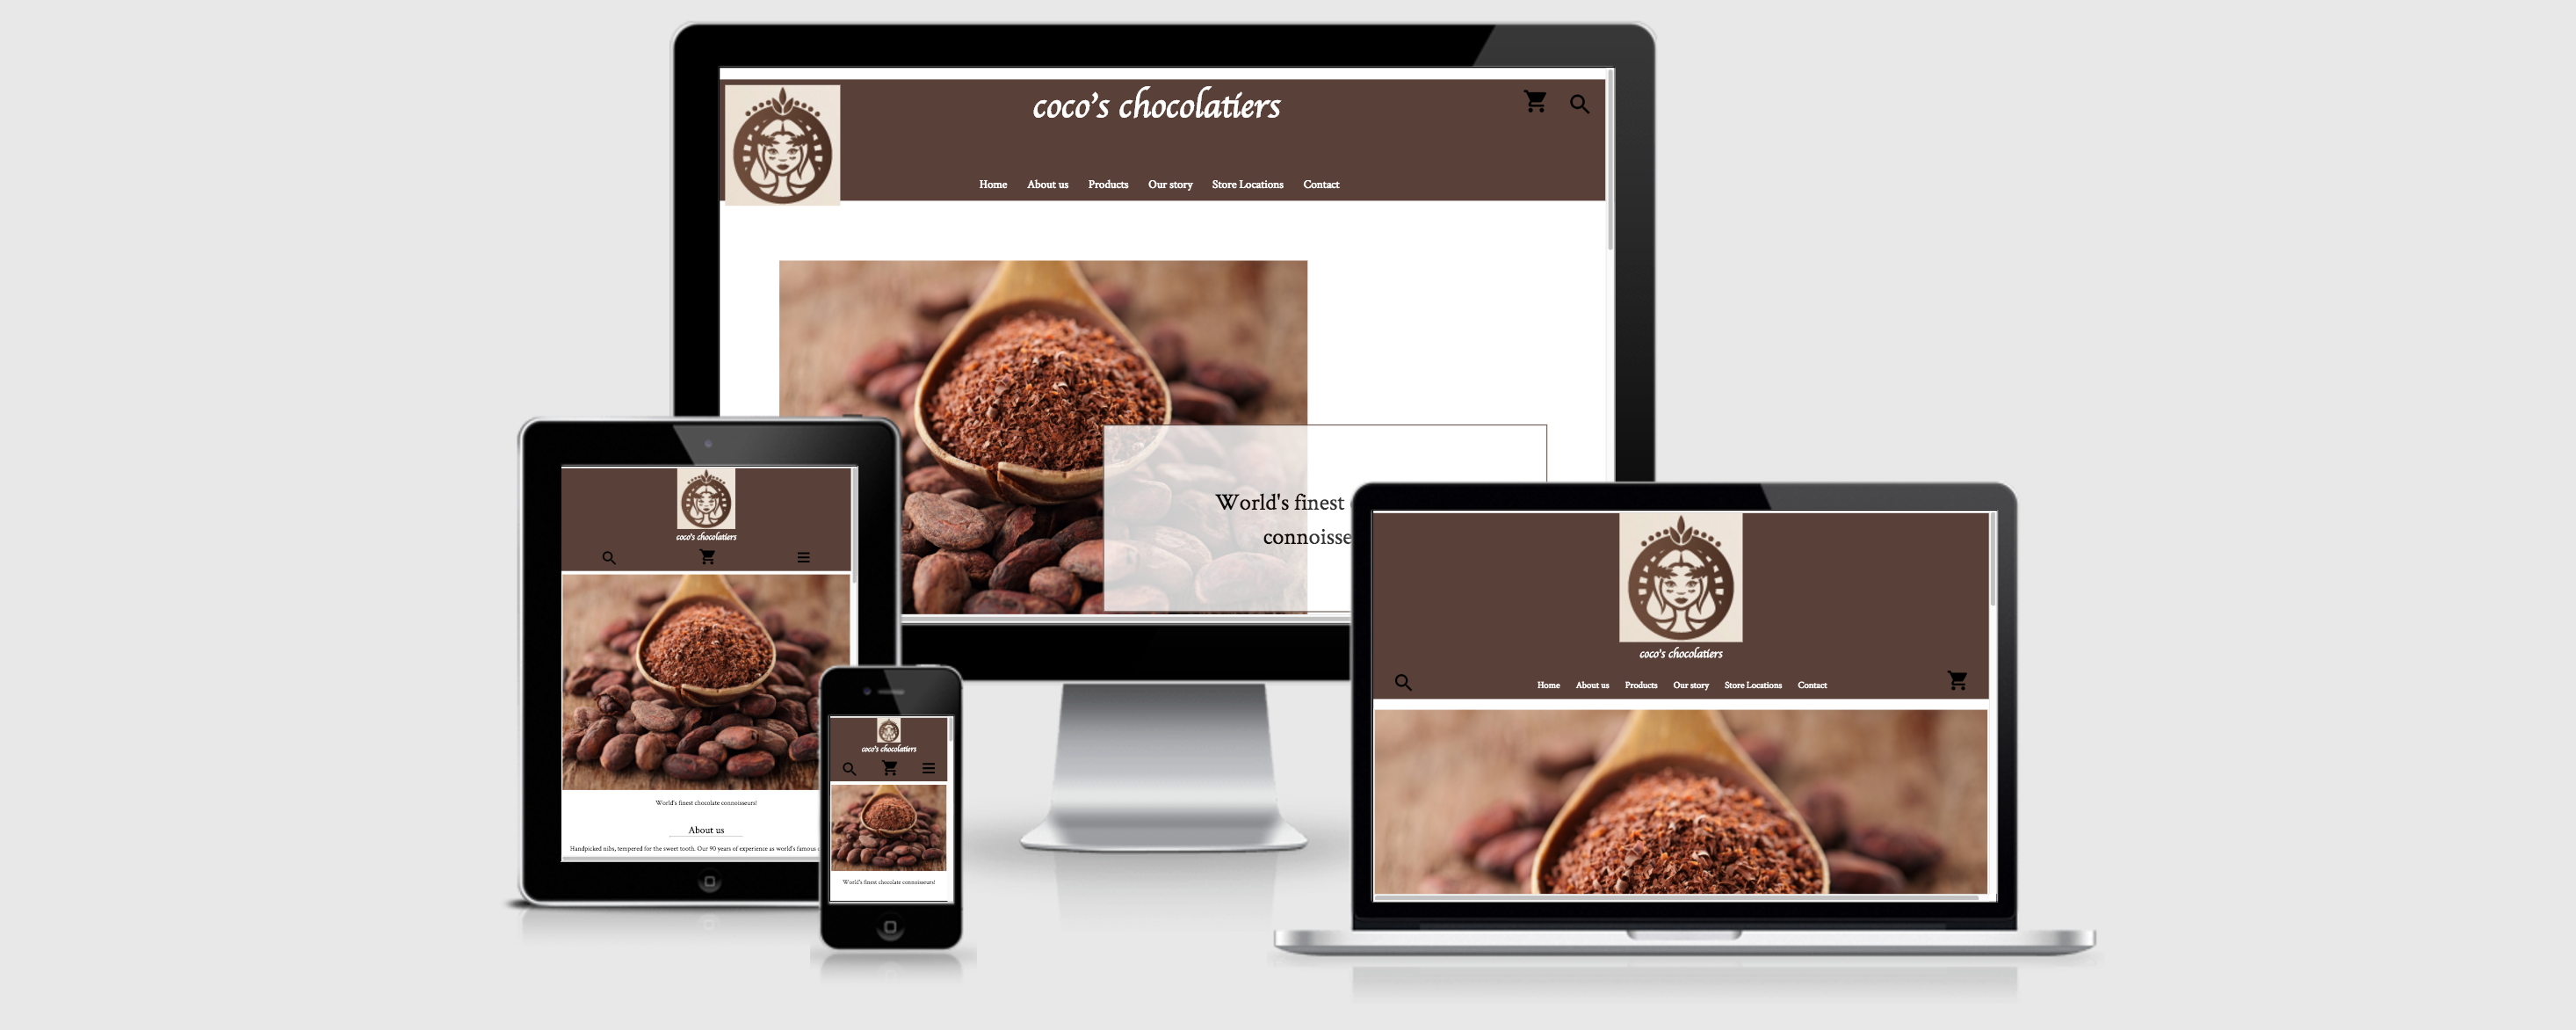 coco's chocolatiers
Home About us Products Our story Store Locations Contact
World's finest
connoisse
coco's chocolatiers
World's finest chocolate connoisseurs!
About us
Handpicked nibs, tempered for the sweet tooth. Our 90 years of experience as world's famous
coco's chocolatiers
World's finest chocolate connoisseurs!
coco's chocolatiers
Home About us Products Our story Store Locations Contact